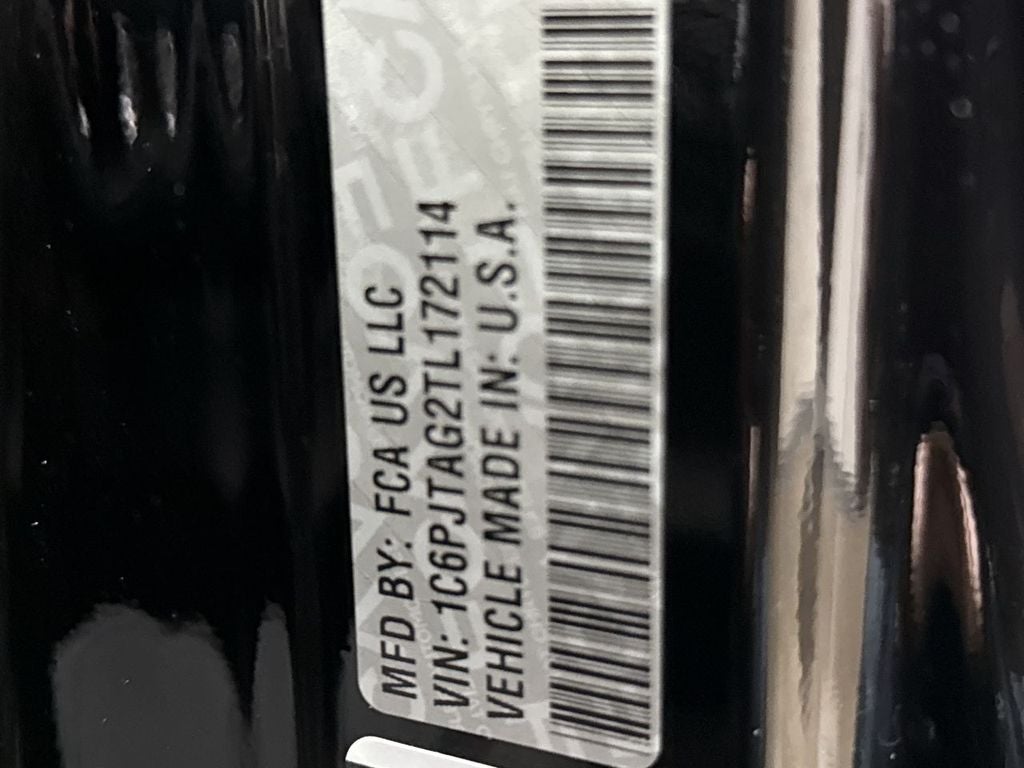 MFD BY: FCA US LLC
VIN: 1C6PJTAG2TL172114
VEHICLE MADE IN: U.S.A.